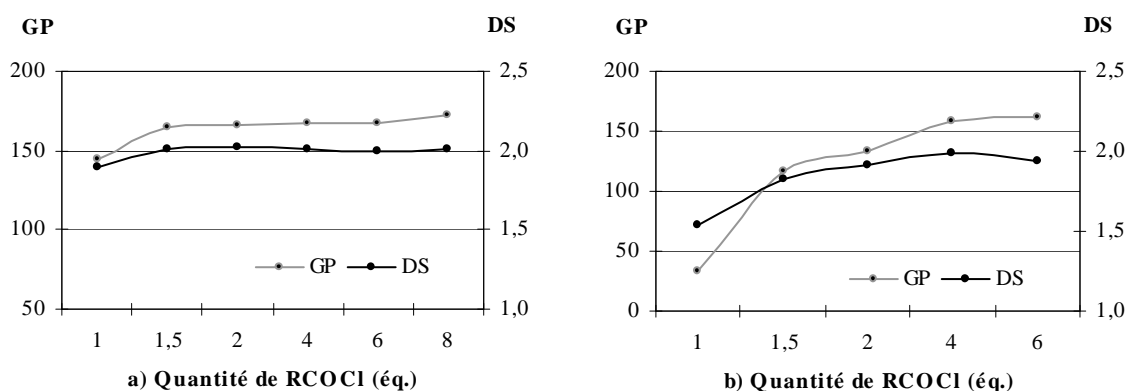 GP DS
200 2,5
150 2,0
100 1,5
50 1,0
GP DS
1 1,5 2 4 6 8
a) Quantité de RCOCl (éq.)
GP DS
200 2,5
150 2,0
100
50 1,5
0 1,0
GP DS
1 1,5 2 4 6
b) Quantité de RCOCl (éq.)